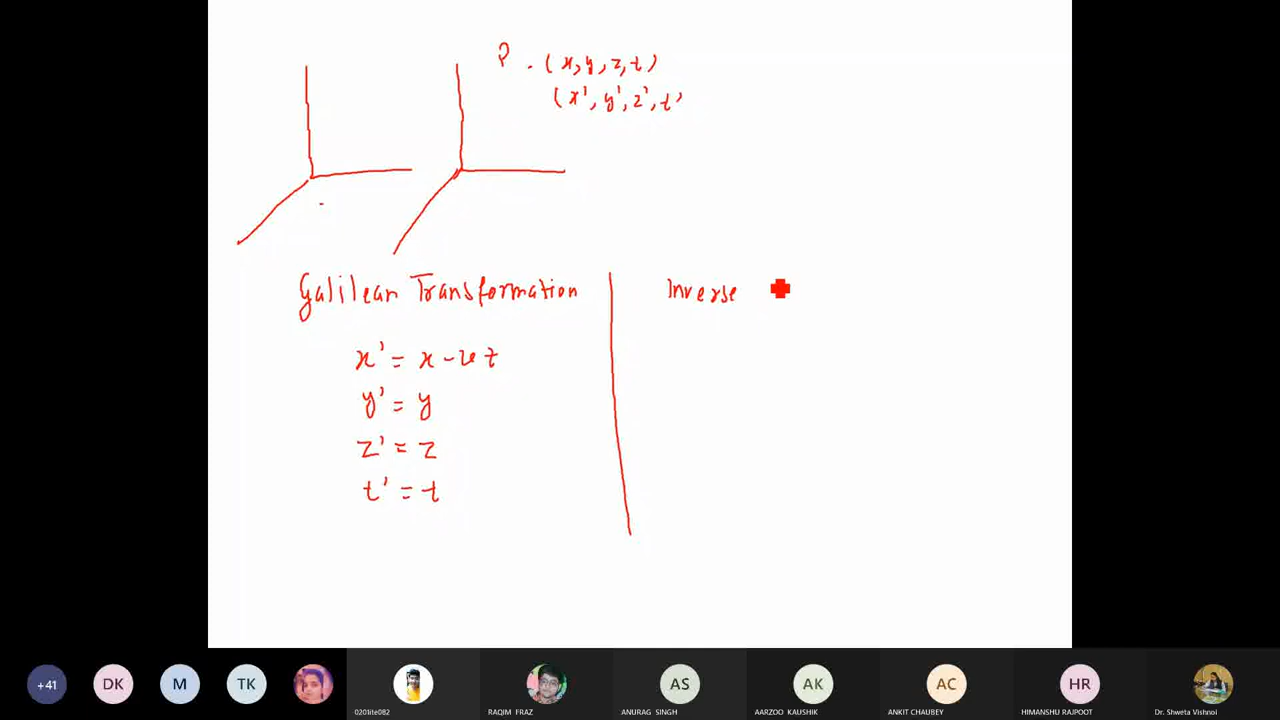 P . (x, y, z, t)
(x', y', z', t'
Galilean Transformation
x' = x - vt
y' = y
z' = z
t' = t
Inverse
+41
DK
M
TK
0201ite082
RAQIM FRAZ
AS
ANURAG SINGH
AK
AARZOO KAUSHIK
AC
ANKIT CHAUBEY
HR
HIMANSHU RAJPOOT
Dr. Shweta Vishnoi